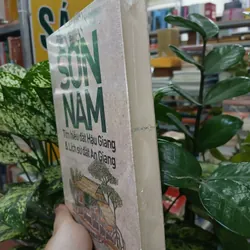 SƠN
NAM
Tìm hiểu đất Hậu Giang
& Lịch sử đất An Giang